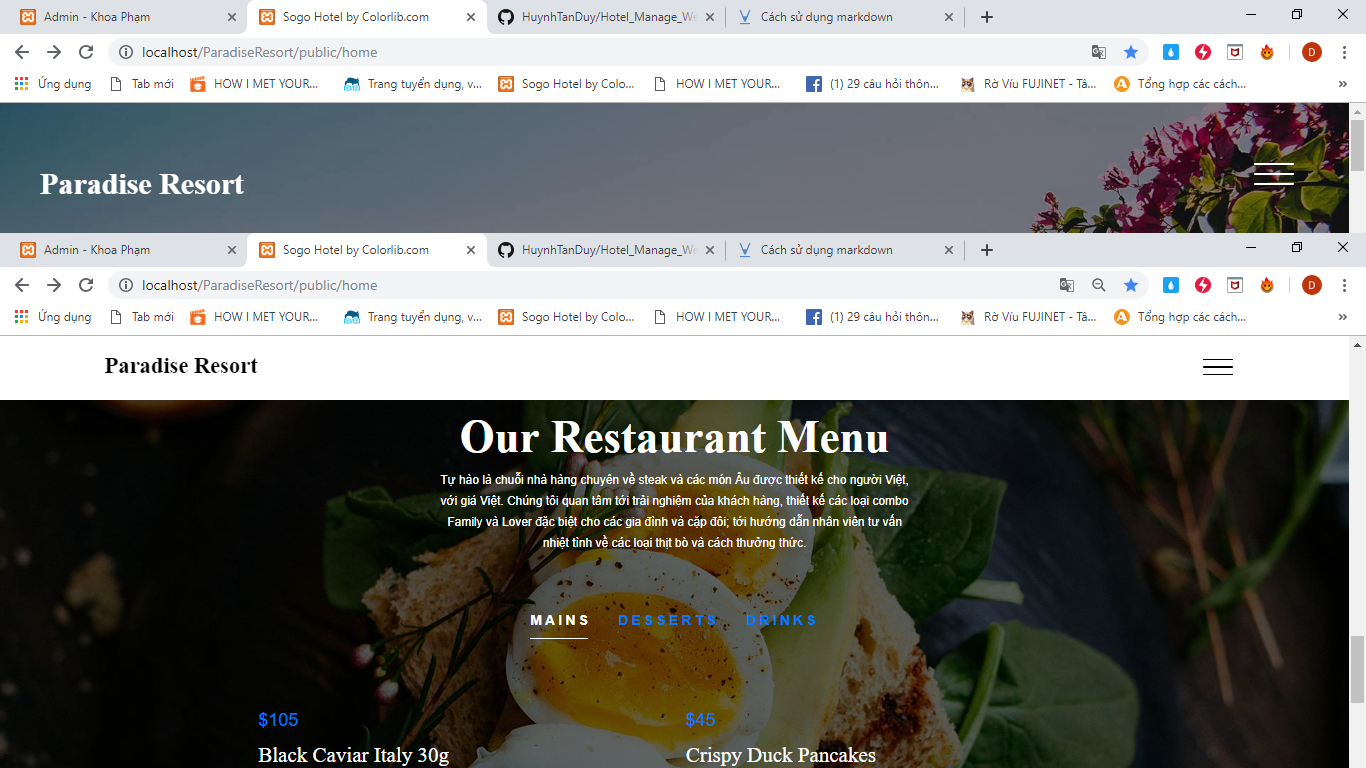 Admin - Khoa Phạm
Sogo Hotel by Colorlib.com
HuynhTanDuy/Hotel_Manage_We
Cách sử dụng markdown
localhost/ParadiseResort/public/home
D
Ứng dụng
Tab mới
HOW I MET YOUR...
Trang tuyển dụng, v...
Sogo Hotel by Colo...
HOW I MET YOUR...
(1) 29 câu hỏi thôn...
Rờ Víu FUJINET - Tâ...
Tổng hợp các cách...
Paradise Resort
Admin - Khoa Phạm
Sogo Hotel by Colorlib.com
HuynhTanDuy/Hotel_Manage_We
Cách sử dụng markdown
localhost/ParadiseResort/public/home
D
Ứng dụng
Tab mới
HOW I MET YOUR...
Trang tuyển dụng, v...
Sogo Hotel by Colo...
HOW I MET YOUR...
(1) 29 câu hỏi thôn...
Rờ Víu FUJINET - Tâ...
Tổng hợp các cách...
Paradise Resort
Our Restaurant Menu
Tự hào là chuỗi nhà hàng chuyên về steak và các món Âu được thiết kế cho người Việt,
với giá Việt. Chúng tôi quan tâm tới trải nghiệm của khách hàng, thiết kế các loại combo
Family và Lover đặc biệt cho các gia đình và cặp đôi; tới hướng dẫn nhân viên tư vấn
nhiệt tình về các loại thịt bò và cách thưởng thức.
MAINS
DESSERTS
DRINKS
$105
$45
Black Caviar Italy 30g
Crispy Duck Pancakes